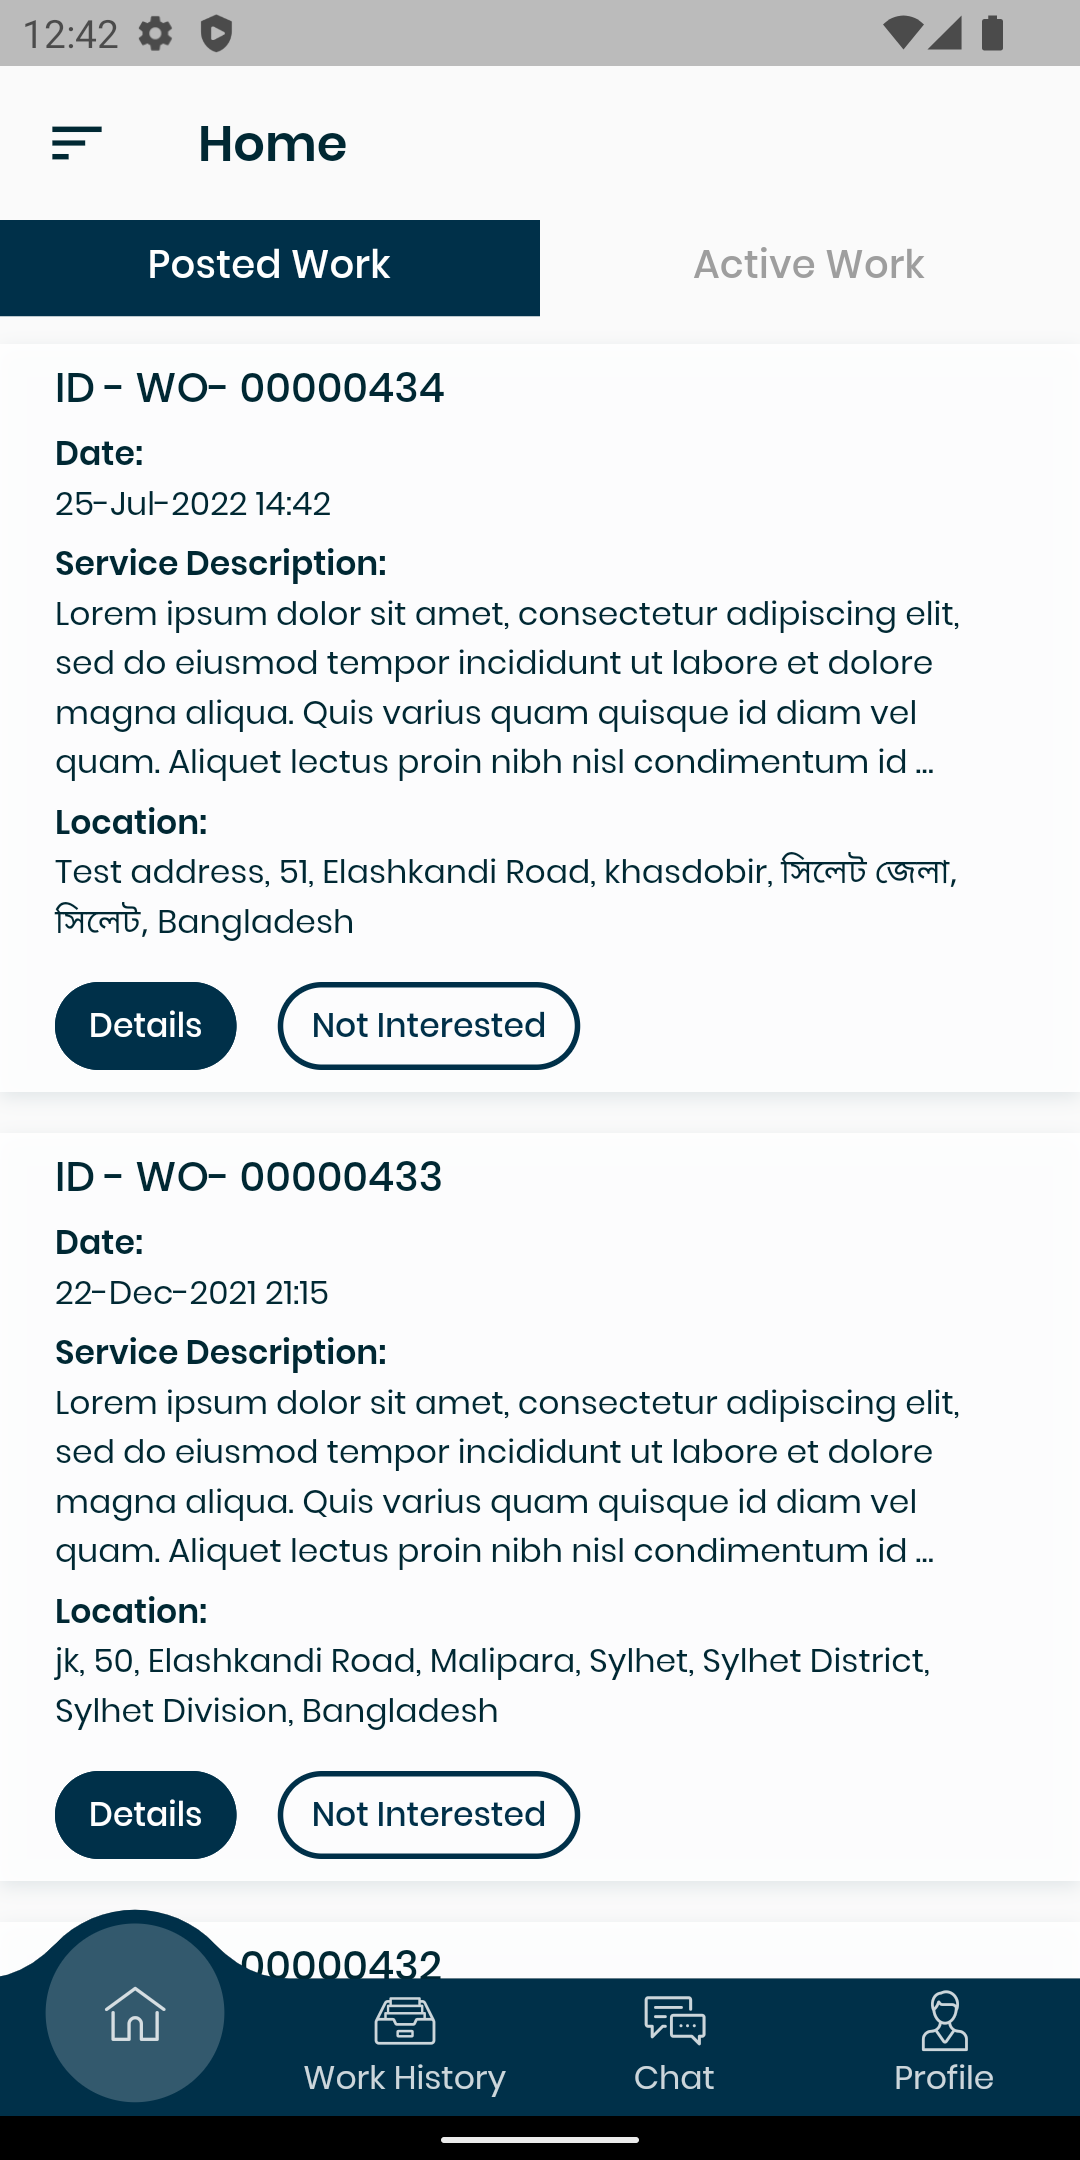 12:42
Home
Posted Work
Active Work
ID - WO- 00000434
Date:
25-Jul-2022 14:42
Service Description:
Lorem ipsum dolor sit amet, consectetur adipiscing elit,
sed do eiusmod tempor incididunt ut labore et dolore
magna aliqua. Quis varius quam quisque id diam vel
quam. Aliquet lectus proin nibh nisl condimentum id ...
Location:
Test address, 51, Elashkandi Road, khasdobir, সিলেট জেলা,
সিলেট, Bangladesh
Details
Not Interested
ID - WO- 00000433
Date:
22-Dec-2021 21:15
Service Description:
Lorem ipsum dolor sit amet, consectetur adipiscing elit,
sed do eiusmod tempor incididunt ut labore et dolore
magna aliqua. Quis varius quam quisque id diam vel
quam. Aliquet lectus proin nibh nisl condimentum id ...
Location:
jk, 50, Elashkandi Road, Malipara, Sylhet, Sylhet District,
Sylhet Division, Bangladesh
Details
Not Interested
00000432
Work History
Chat
Profile